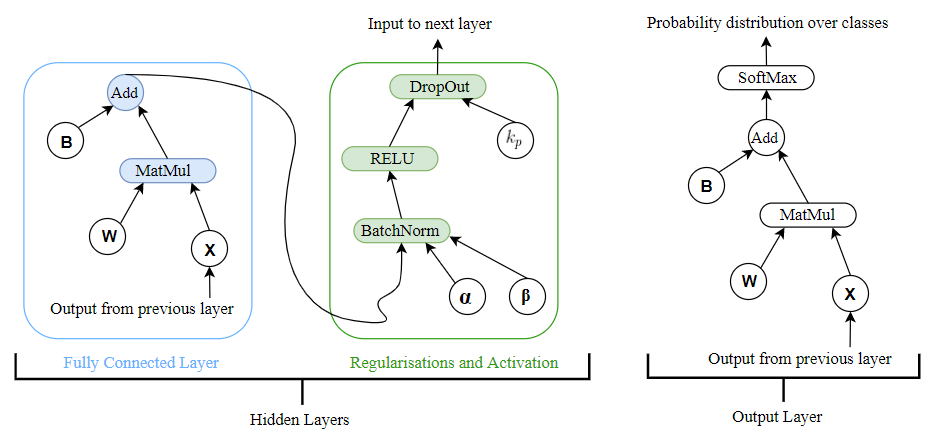 Input to next layer
Probability distribution over classes
Add
DropOut
SoftMax
B
k_p
Add
MatMul
RELU
B
W
X
BatchNorm
MatMul
Output from previous layer
α
β
W
X
Fully Connected Layer
Regularisations and Activation
Output from previous layer
Hidden Layers
Output Layer